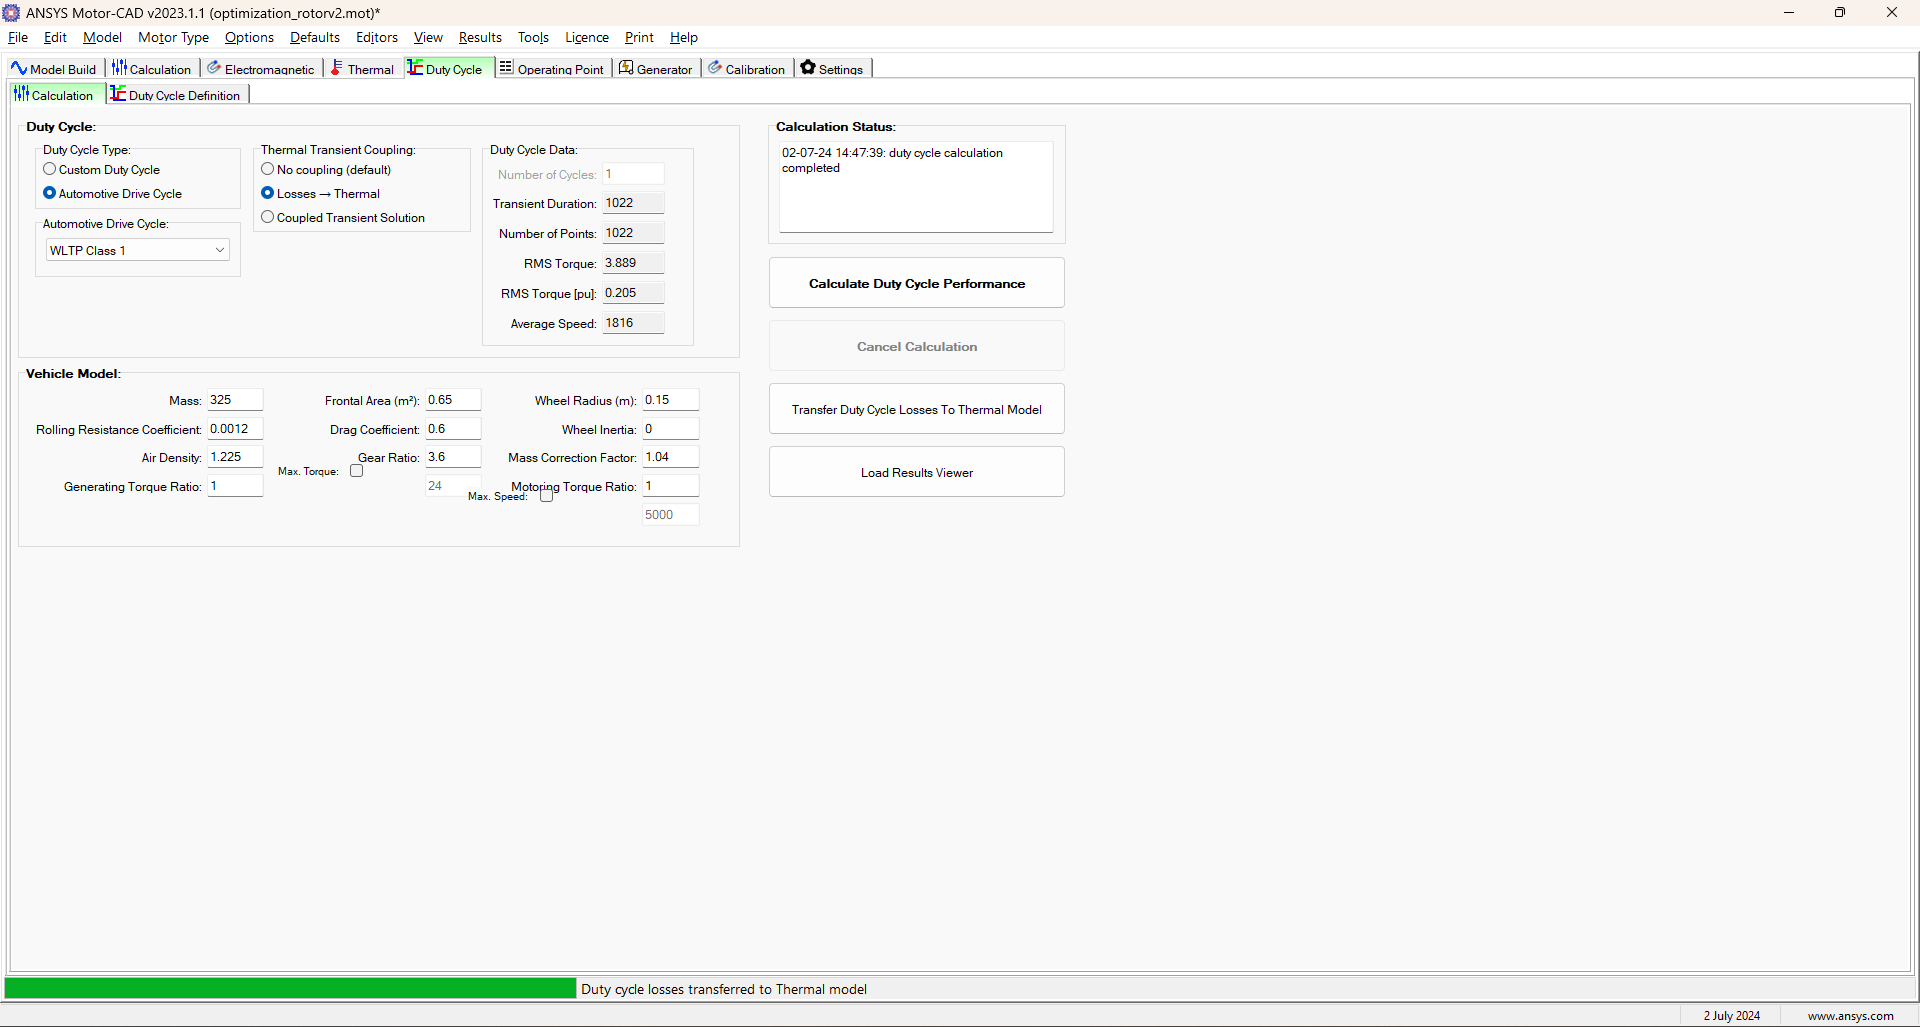 ANSYS Motor-CAD v2023.1.1 (optimization_rotorv2.mot)*
File Edit Model Motor Type Options Defaults Editors View Results Tools Licence Print Help
Model Build Calculation Electromagnetic Thermal Duty Cycle Operating Point Generator Calibration Settings
Calculation Duty Cycle Definition
Duty Cycle:
Duty Cycle Type:
Custom Duty Cycle
Automotive Drive Cycle
Automotive Drive Cycle:
WLTP Class 1
Thermal Transient Coupling:
No coupling (default)
Losses → Thermal
Coupled Transient Solution
Duty Cycle Data:
Number of Cycles: 1
Transient Duration: 1022
Number of Points: 1022
RMS Torque: 3.889
RMS Torque [pu]: 0.205
Average Speed: 1816
Vehicle Model:
Mass: 325 Frontal Area (m²): 0.65 Wheel Radius (m): 0.15
Rolling Resistance Coefficient: 0.0012 Drag Coefficient: 0.6 Wheel Inertia: 0
Air Density: 1.225 Gear Ratio: 3.6 Mass Correction Factor: 1.04
Max. Torque:
Generating Torque Ratio: 1 24 Motoring Torque Ratio: 1
Max. Speed:
5000
Calculation Status:
02-07-24 14:47:39: duty cycle calculation
completed
Calculate Duty Cycle Performance
Cancel Calculation
Transfer Duty Cycle Losses To Thermal Model
Load Results Viewer
Duty cycle losses transferred to Thermal model
2 July 2024 www.ansys.com